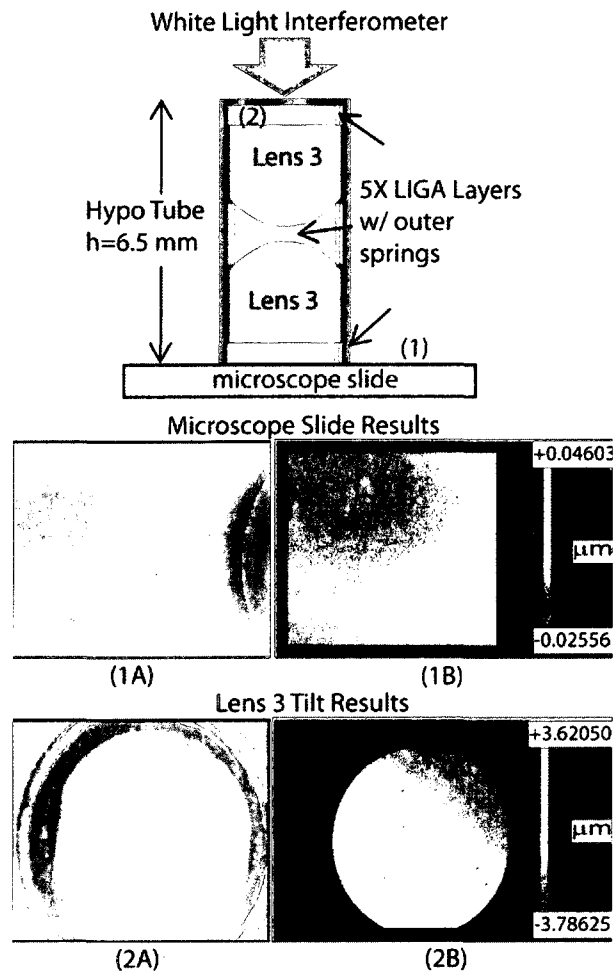 White Light Interferometer
(2)
Lens 3
Hypo Tube
h=6.5 mm
5X LIGA Layers
w/ outer
springs
Lens 3
(1)
microscope slide
Microscope Slide Results
+0.04603
µm
-0.02556
(1A)
(1B)
Lens 3 Tilt Results
+3.62050
µm
-3.78625
(2A)
(2B)